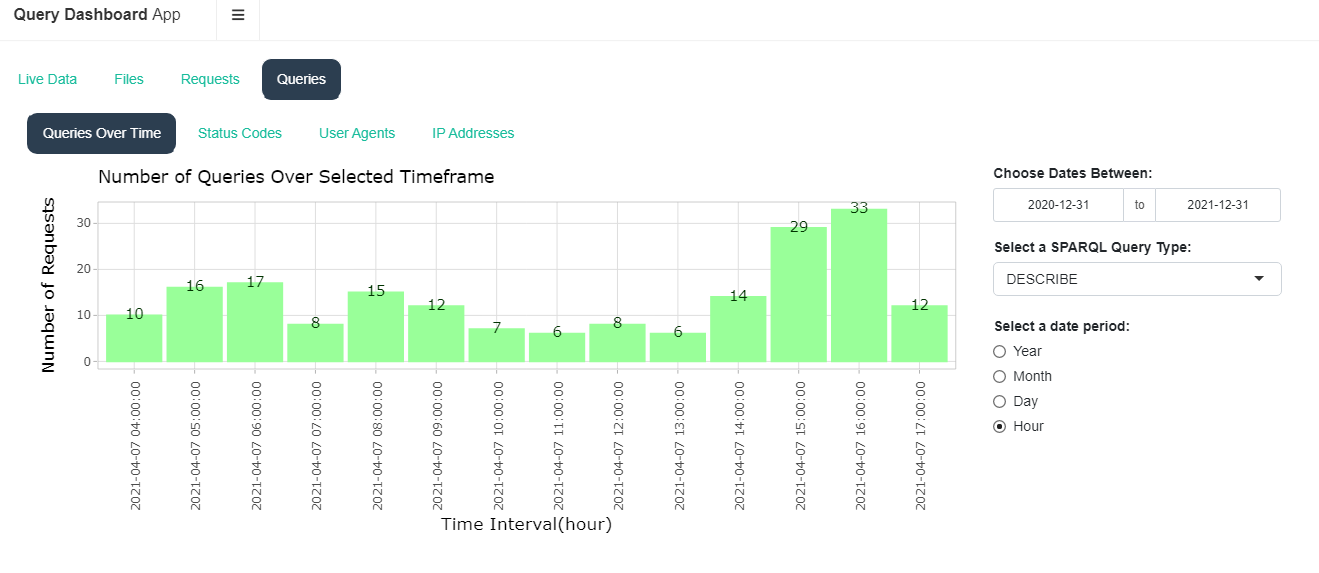 Query Dashboard App
Live Data Files Requests Queries
Queries Over Time Status Codes User Agents IP Addresses
Number of Queries Over Selected Timeframe
Number of Requests
30
20
10
0
10 16 17 8 15 12 7 6 8 6 14 29 33 12
2021-04-07 04:00:00
2021-04-07 05:00:00
2021-04-07 06:00:00
2021-04-07 07:00:00
2021-04-07 08:00:00
2021-04-07 09:00:00
2021-04-07 10:00:00
2021-04-07 11:00:00
2021-04-07 12:00:00
2021-04-07 13:00:00
2021-04-07 14:00:00
2021-04-07 15:00:00
2021-04-07 16:00:00
2021-04-07 17:00:00
Time Interval(hour)
Choose Dates Between:
2020-12-31 to 2021-12-31
Select a SPARQL Query Type:
DESCRIBE
Select a date period:
Year
Month
Day
Hour